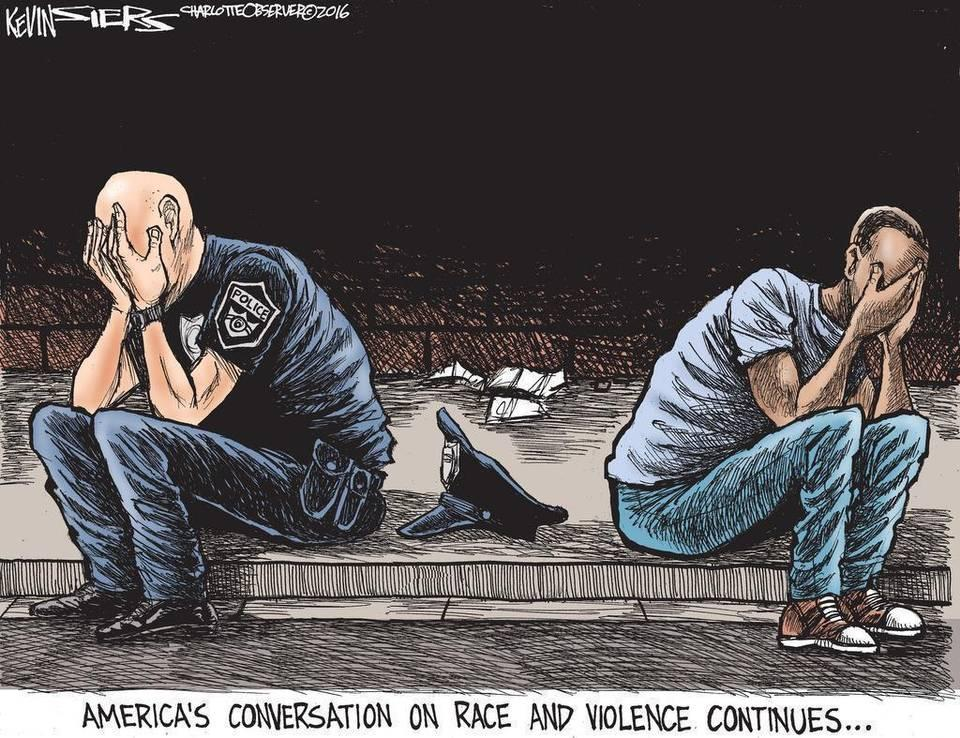 KEVIN SIERS CHARLOTTE OBSERVER©2016
POLICE
AMERICA'S CONVERSATION ON RACE AND VIOLENCE CONTINUES...